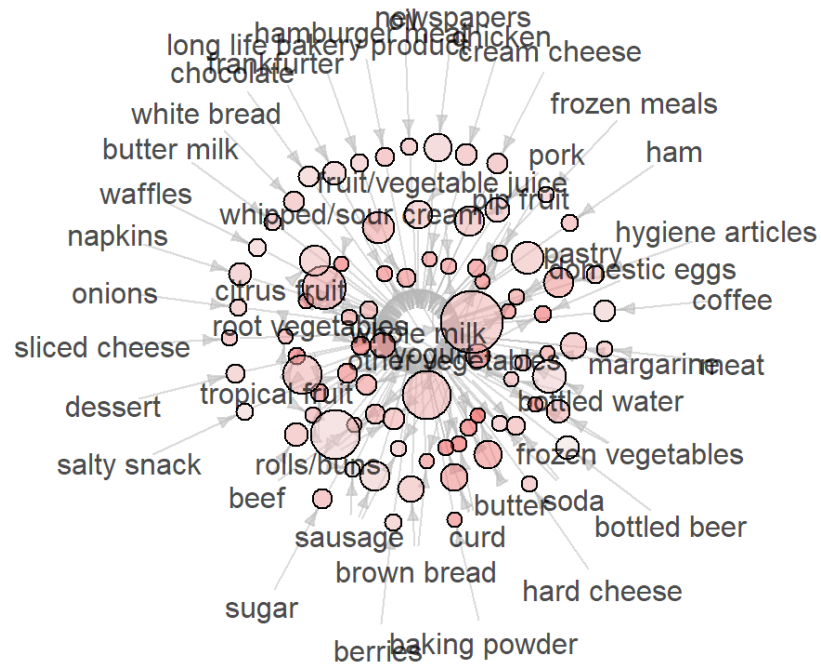 newspapers
oil
hamburger meat
chicken
long life bakery product
cream cheese
frankfurter
chocolate
frozen meals
white bread
butter milk
pork
ham
fruit/vegetable juice
waffles
pip fruit
whipped/sour cream
napkins
hygiene articles
pastry
domestic eggs
onions
citrus fruit
coffee
root vegetables
whole milk
sliced cheese
yogurt
other vegetables
margarine
meat
tropical fruit
dessert
bottled water
salty snack
rolls/buns
frozen vegetables
beef
butter
soda
bottled beer
sausage
curd
brown bread
hard cheese
sugar
berries
baking powder